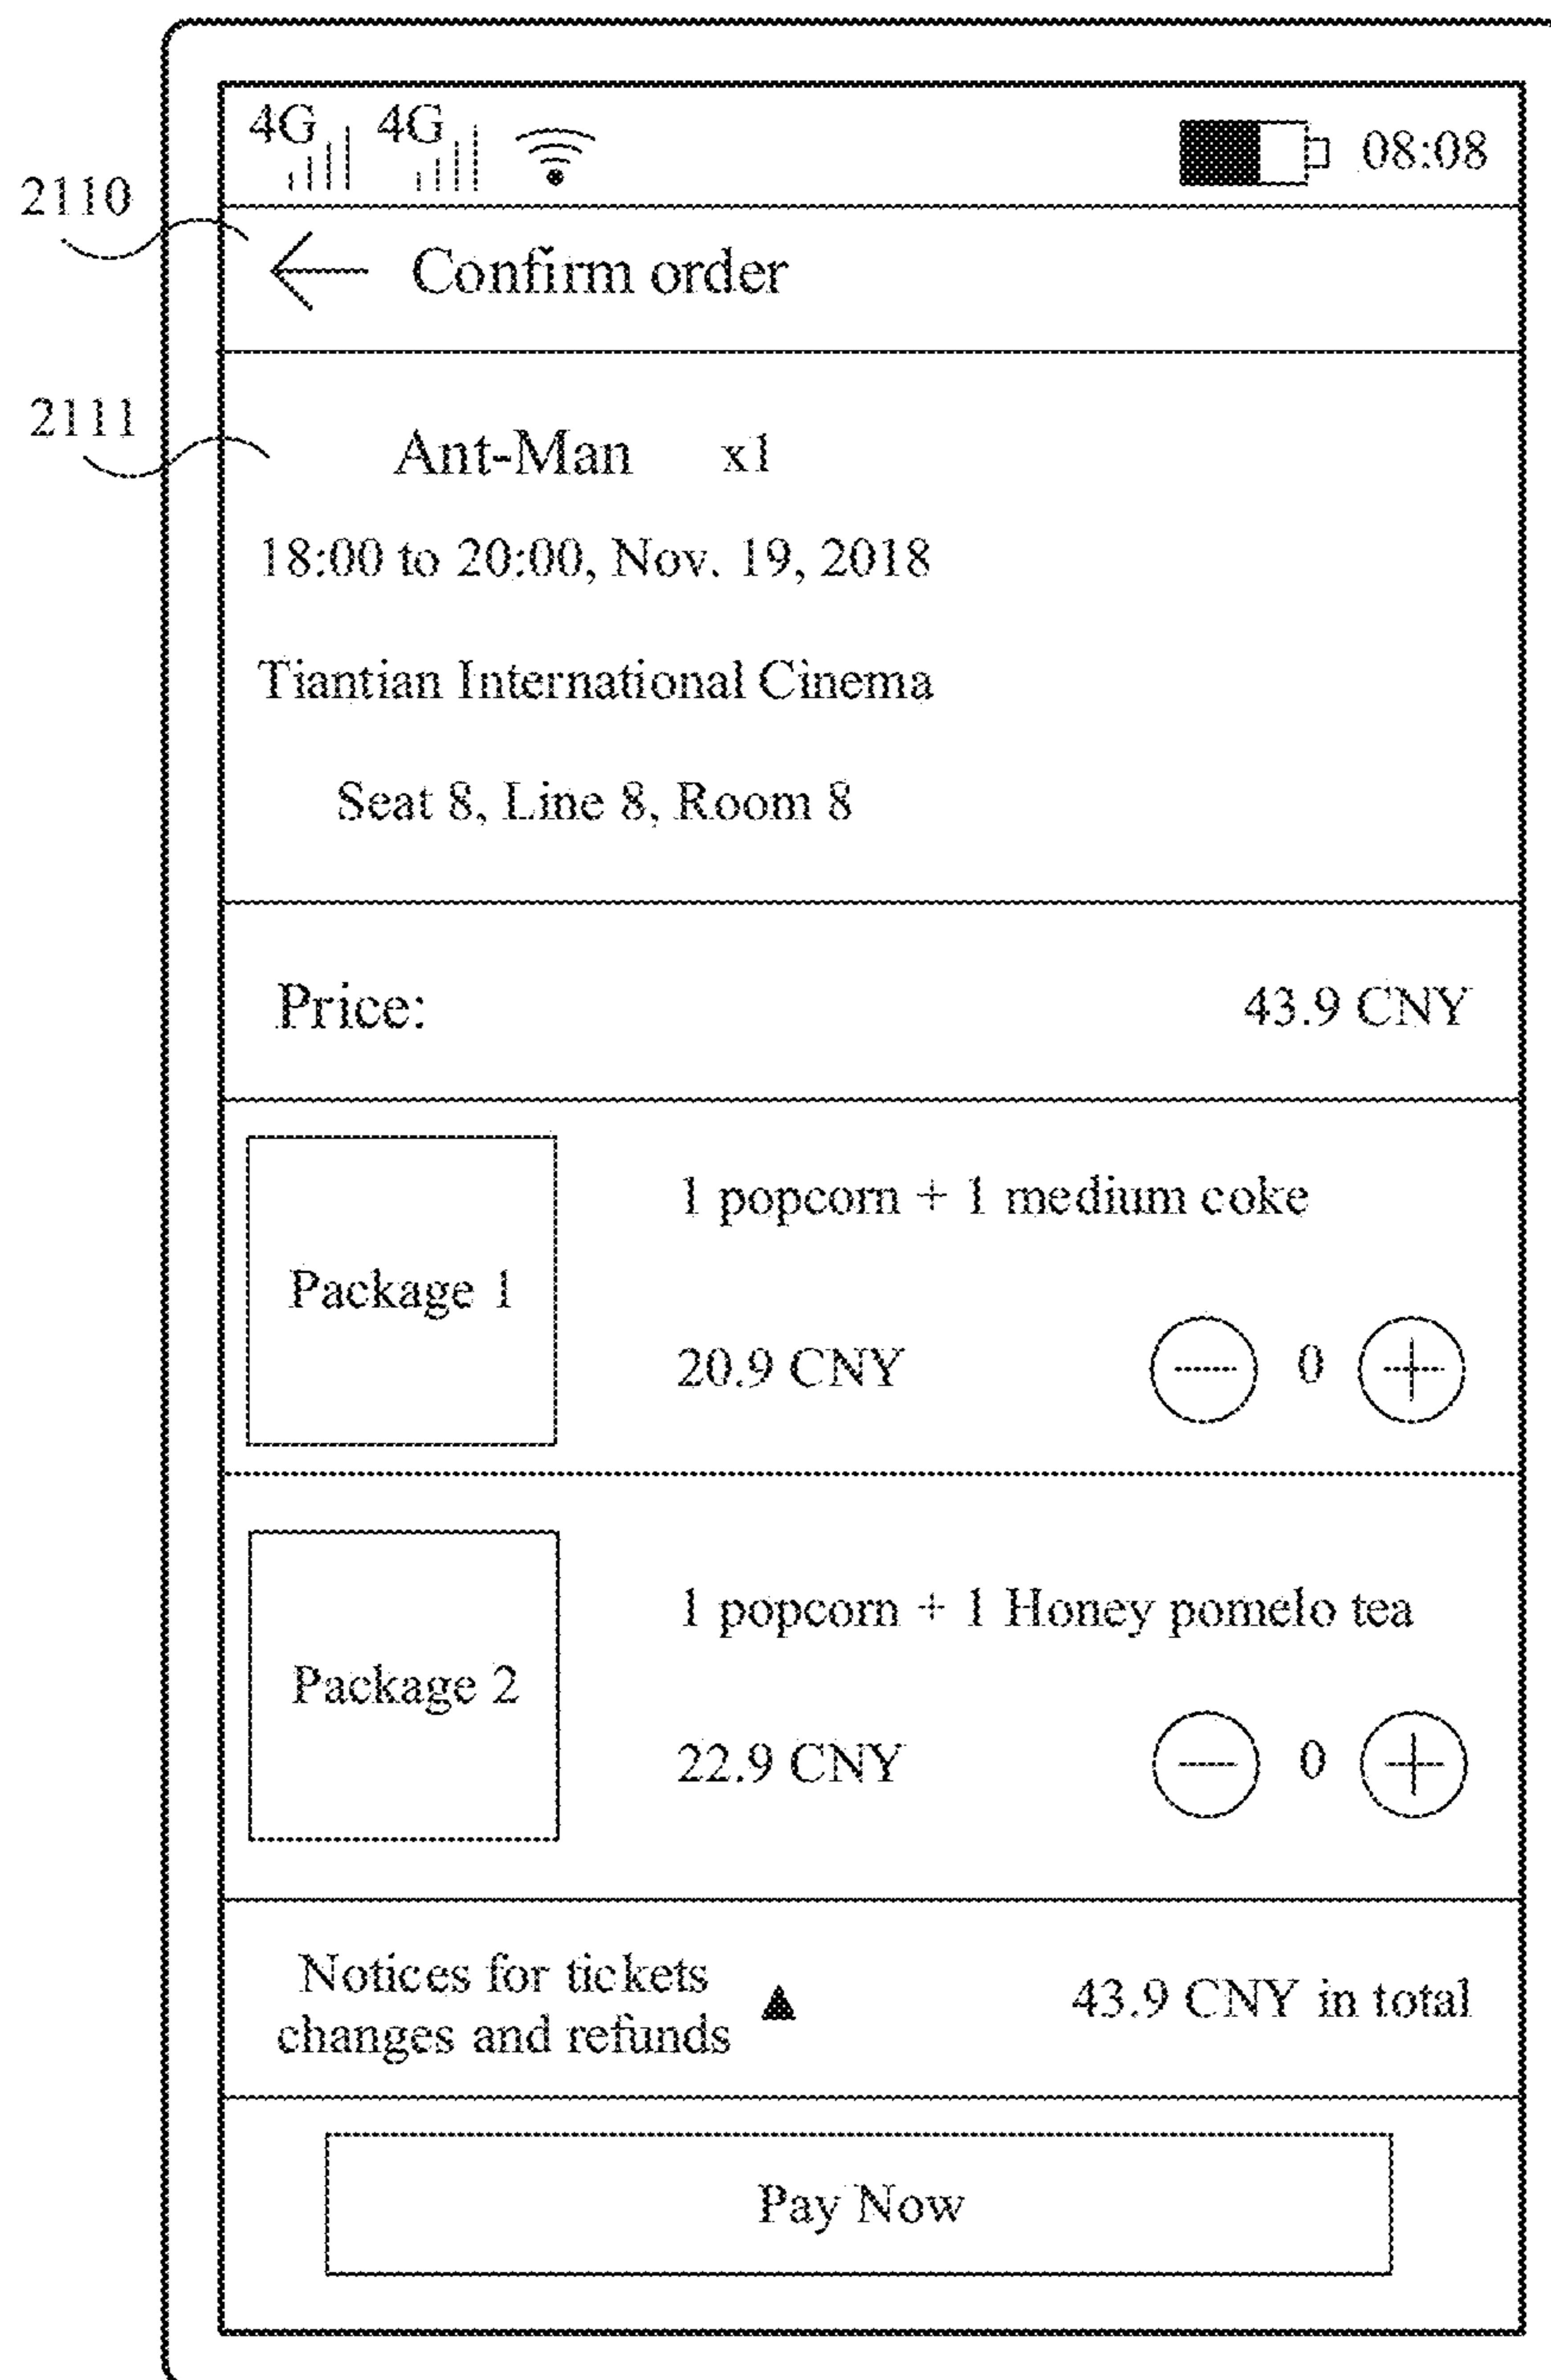 4G 4G 08:08
2110
Confirm order
2111
Ant-Man x1
18:00 to 20:00, Nov. 19, 2018
Tiantian International Cinema
Seat 8, Line 8, Room 8
Price: 43.9 CNY
1 popcorn + 1 medium coke
Package 1
20.9 CNY 0
1 popcorn + 1 Honey pomelo tea
Package 2
22.9 CNY 0
Notices for tickets
changes and refunds
43.9 CNY in total
Pay Now